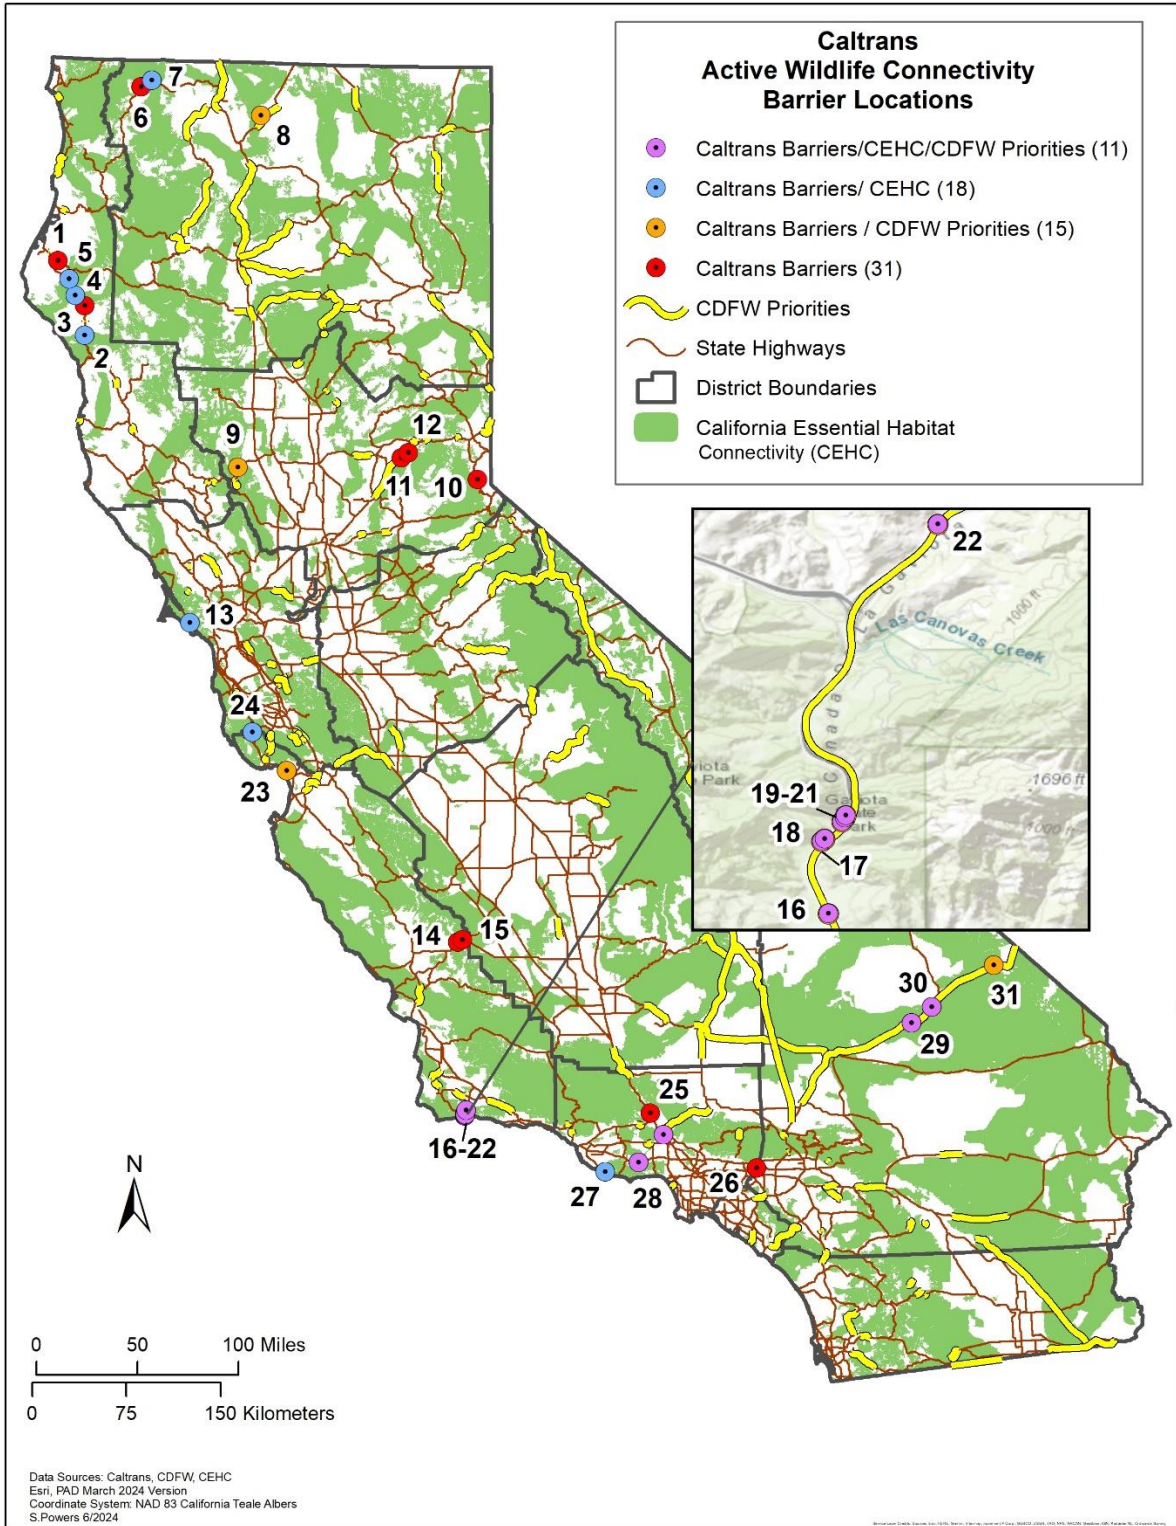 Caltrans
Active Wildlife Connectivity
Barrier Locations
Caltrans Barriers/CEHC/CDFW Priorities (11)
Caltrans Barriers/ CEHC (18)
Caltrans Barriers / CDFW Priorities (15)
Caltrans Barriers (31)
CDFW Priorities
State Highways
District Boundaries
California Essential Habitat
Connectivity (CEHC)
7
6
8
1
5
4
3
2
9
12
11
10
13
24
23
14
15
16-22
25
26
27
28
30
31
29
22
Las Canovas Creek
1000 ft
1696 ft
1000 ft
19-21
18
17
16
Park
N
0 50 100 Miles
0 75 150 Kilometers
Data Sources: Caltrans, CDFW, CEHC
Esri, PAD March 2024 Version
Coordinate System: NAD 83 California Teale Albers
S.Powers 6/2024